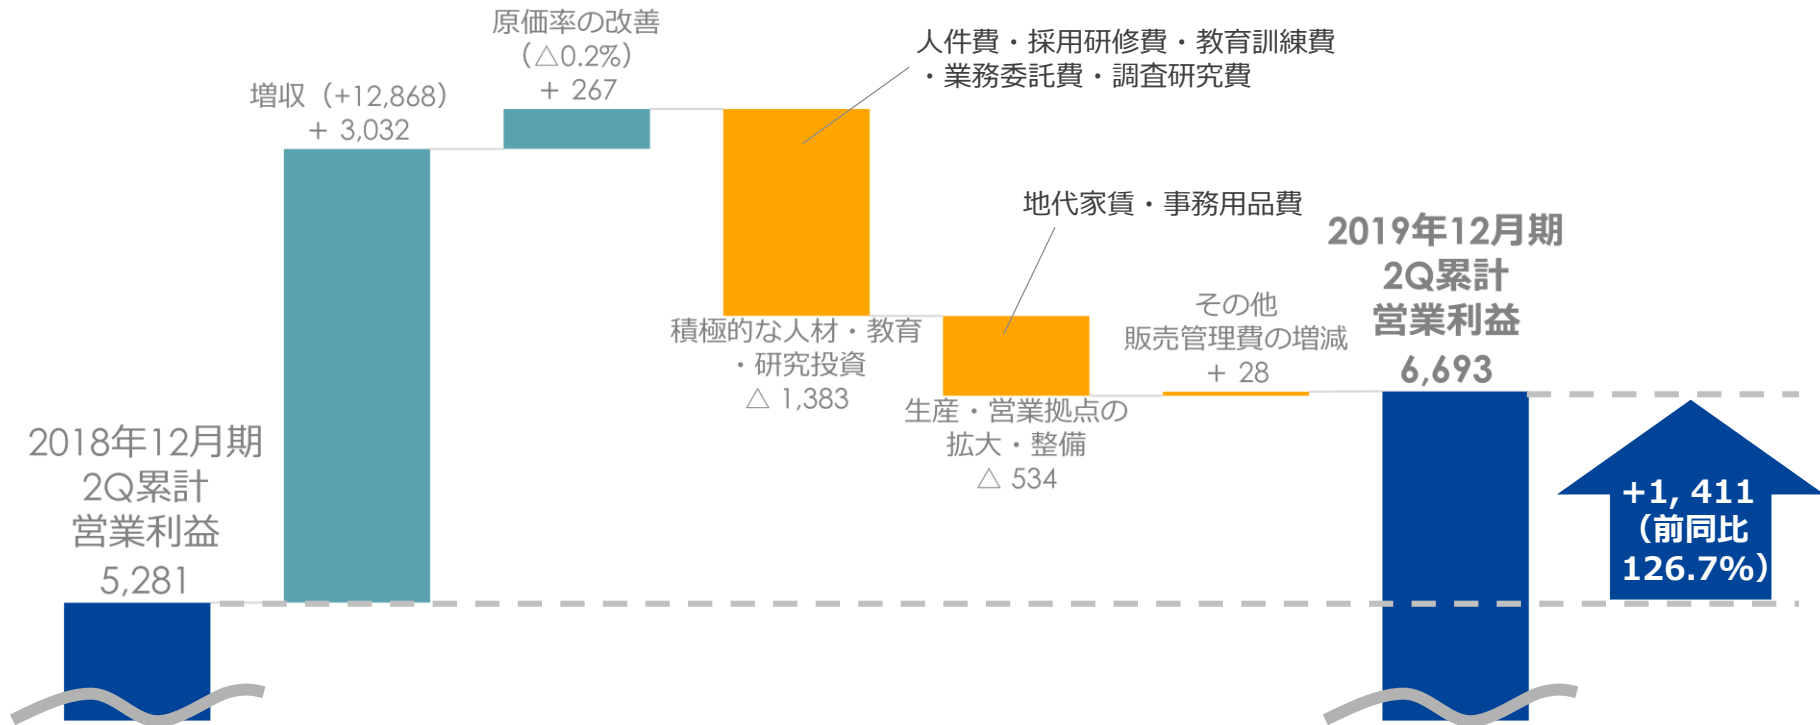 原価率の改善
（△0.2%）
+ 267
増収（+12,868）
+ 3,032
人件費・採用研修費・教育訓練費
・業務委託費・調査研究費
地代家賃・事務用品費
2019年12月期
2Q累計
営業利益
6,693
その他
販売管理費の増減
+ 28
積極的な人材・教育
・研究投資
△ 1,383
生産・営業拠点の
拡大・整備
△ 534
2018年12月期
2Q累計
営業利益
5,281
+1, 411
（前同比
126.7%）